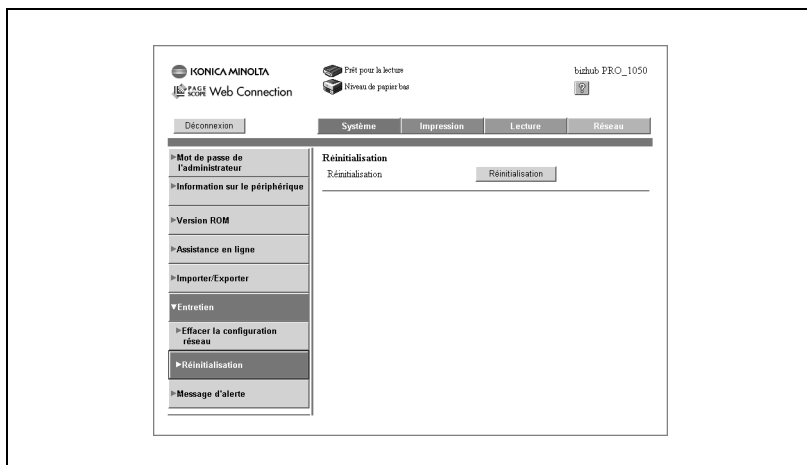 KONICA MINOLTA
PAGE SCOPE Web Connection
Prêt pour la lecture
Niveau de papier bas
bizhub PRO_1050
?
Déconnexion
Système
Impression
Lecture
Réseau
Mot de passe de
l'administrateur
Information sur le périphérique
Version ROM
Assistance en ligne
Importer/Exporter
Entretien
Effacer la configuration
réseau
Réinitialisation
Message d'alerte
Réinitialisation
Réinitialisation
Réinitialisation